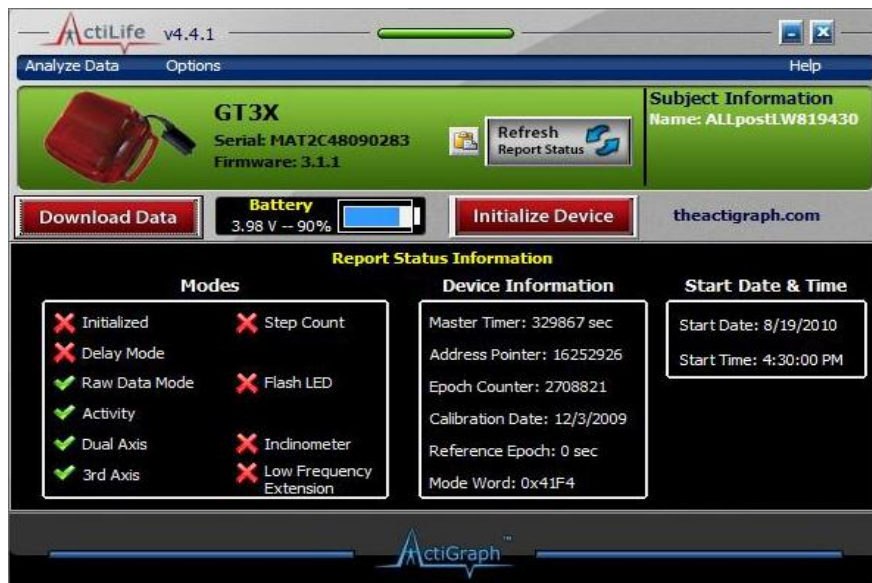 ActiLife v4.4.1
Analyze Data Options Help
GT3X
Serial: MAT2C48090283
Firmware: 3.1.1
Refresh
Report Status
Subject Information
Name: ALLpostLW819430
Download Data
Battery
3.98 V -- 90%
Initialize Device
theactigraph.com
Report Status Information
Modes
Initialized
Step Count
Delay Mode
Raw Data Mode
Flash LED
Activity
Dual Axis
Inclinometer
3rd Axis
Low Frequency
Extension
Device Information
Master Timer: 329867 sec
Address Pointer: 16252926
Epoch Counter: 2708821
Calibration Date: 12/3/2009
Reference Epoch: 0 sec
Mode Word: 0x41F4
Start Date & Time
Start Date: 8/19/2010
Start Time: 4:30:00 PM
ActiGraph™